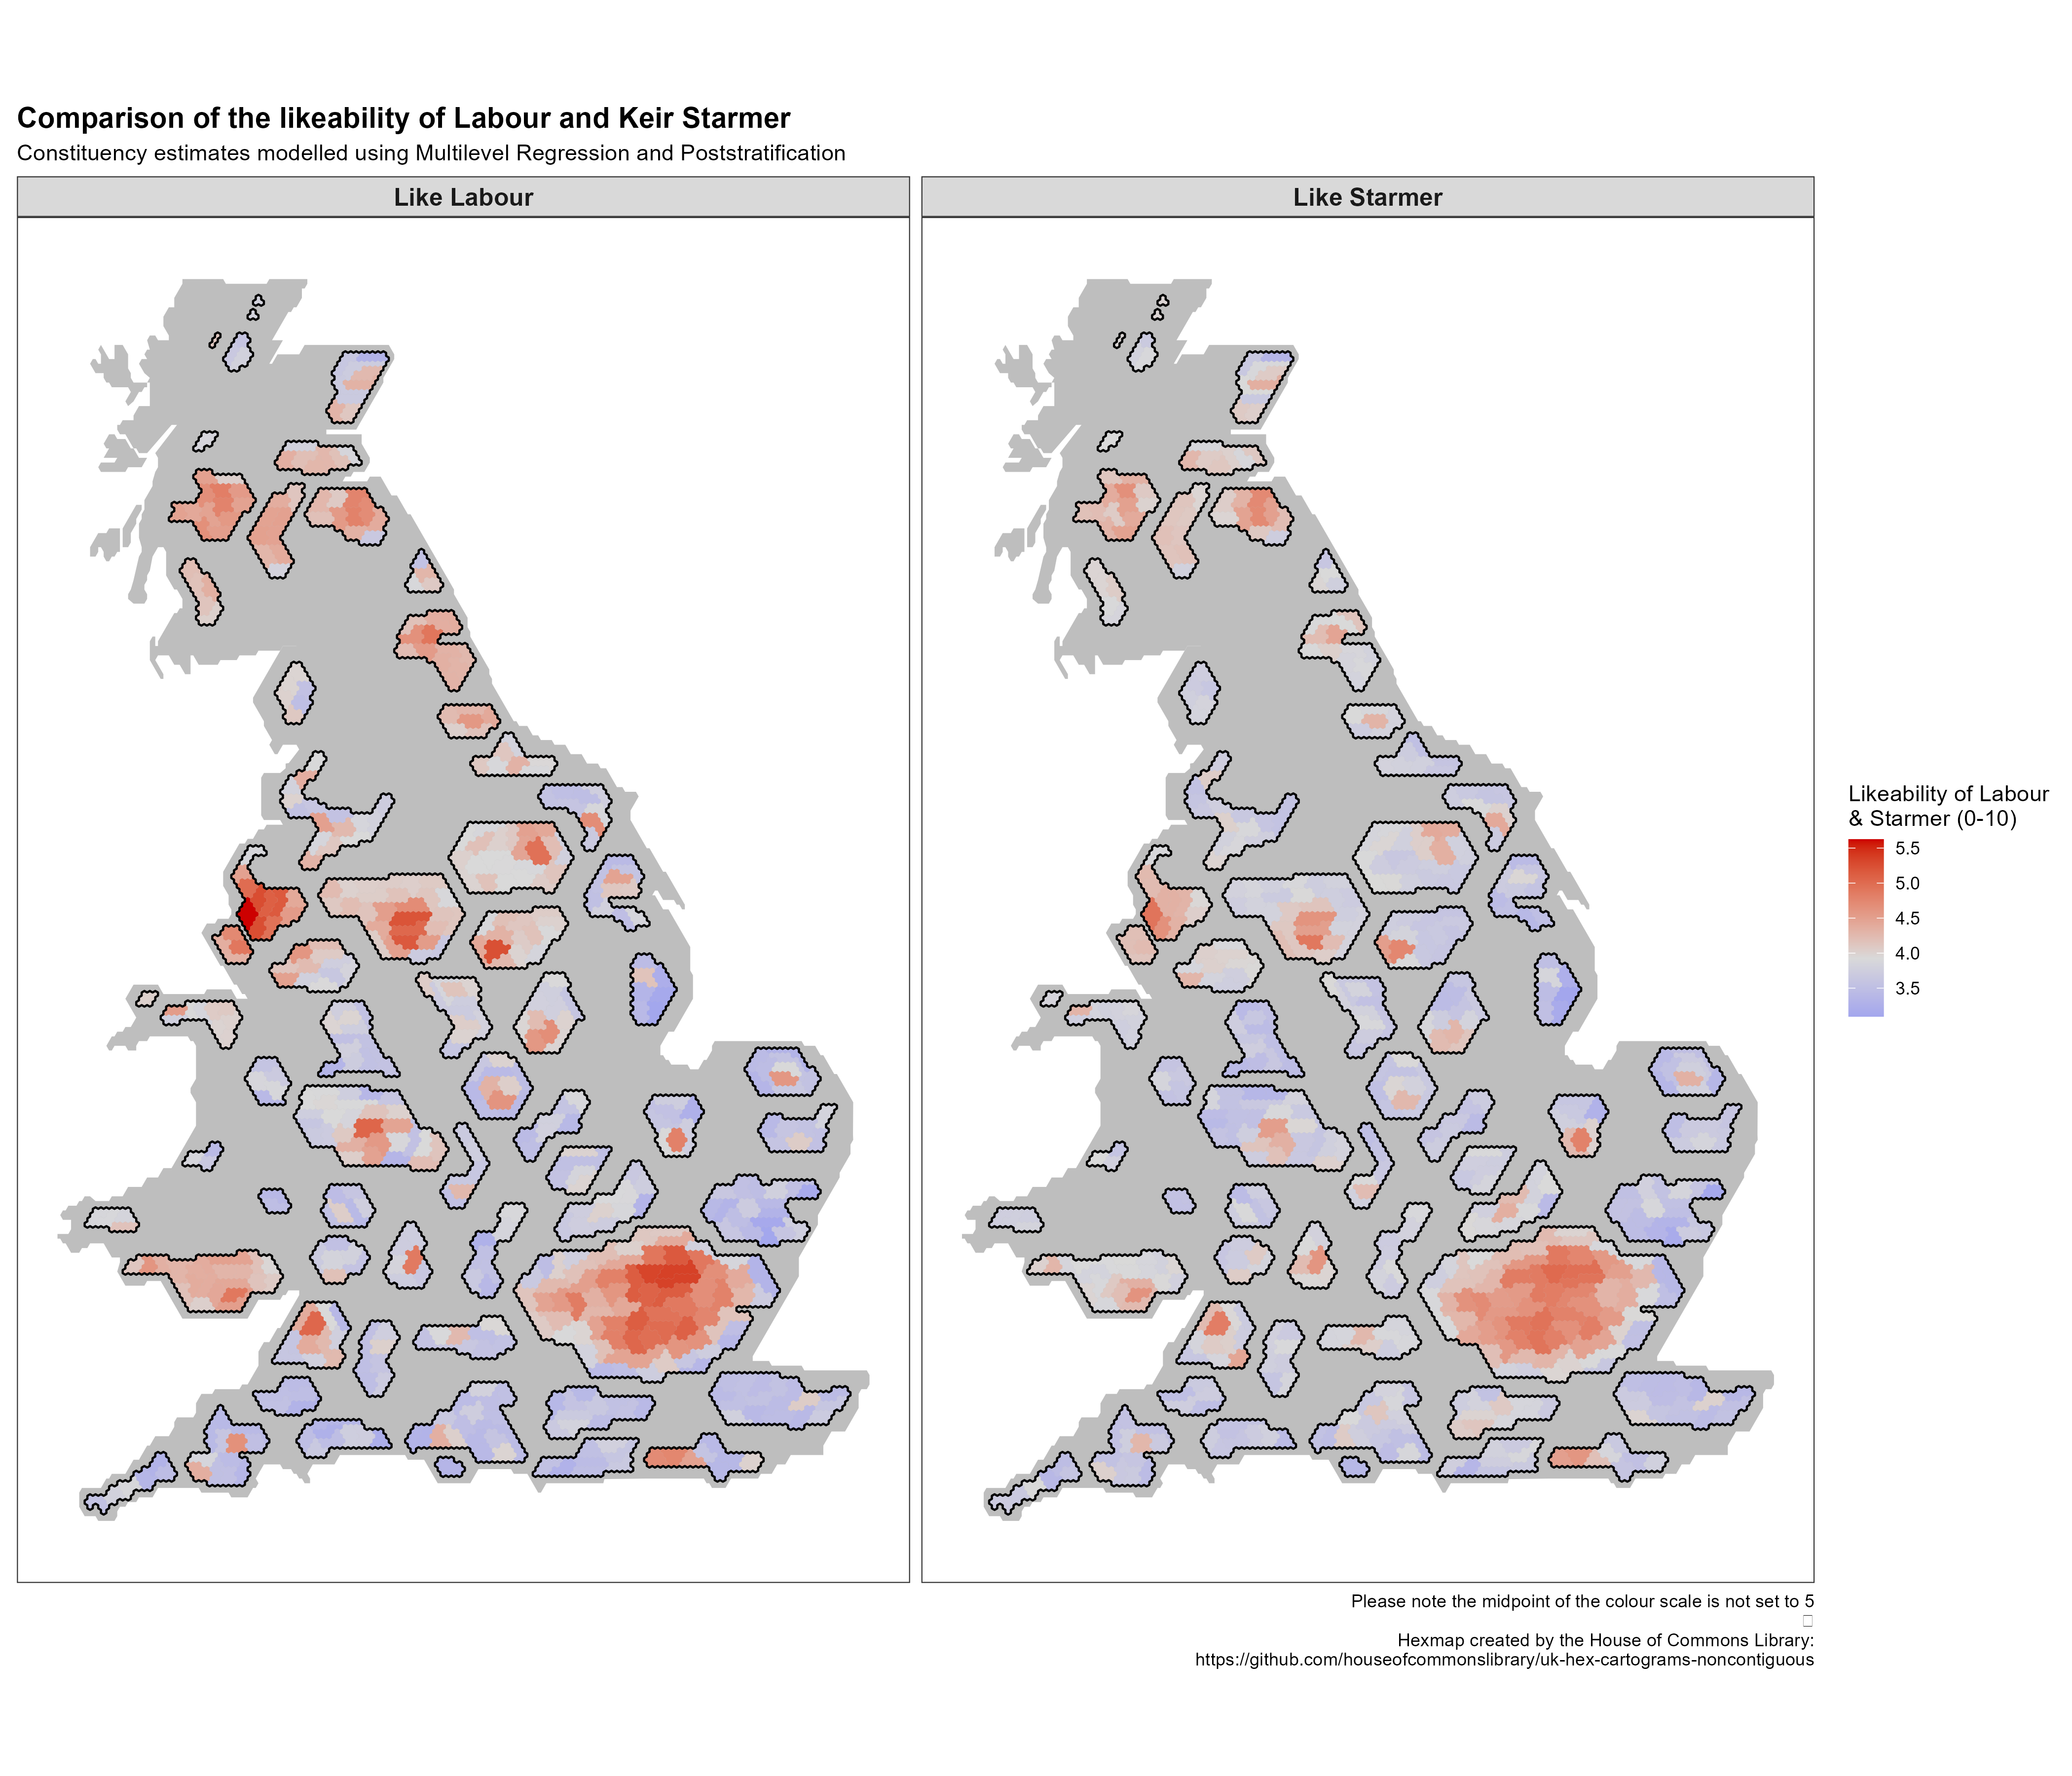 Comparison of the likeability of Labour and Keir Starmer
Constituency estimates modelled using Multilevel Regression and Poststratification
Like Labour
Like Starmer
Likeability of Labour
& Starmer (0-10)
5.5
5.0
4.5
4.0
3.5
Please note the midpoint of the colour scale is not set to 5
Hexmap created by the House of Commons Library:
https://github.com/houseofcommonslibrary/uk-hex-cartograms-noncontiguous